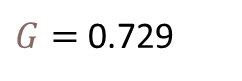 𝐺 = 0.729